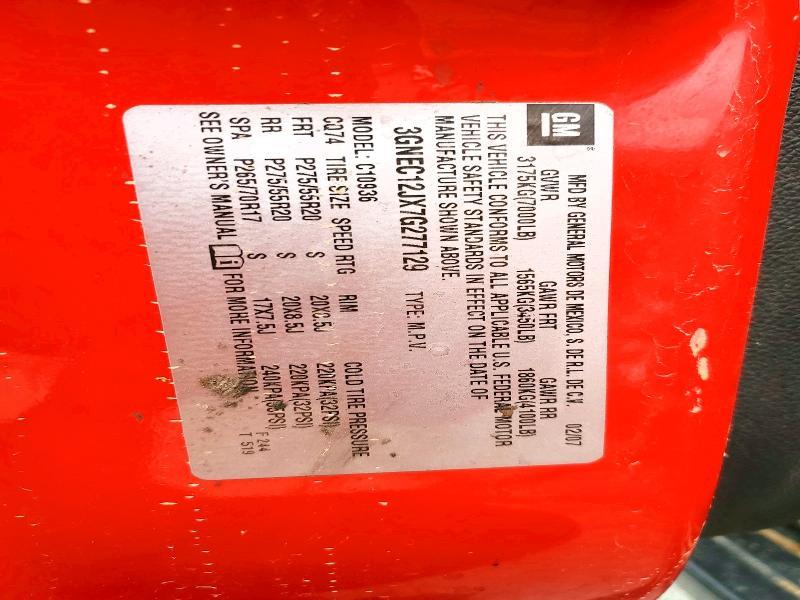 GM
MFD BY GENERAL MOTORS DE MEXICO S. DE R.L. DE C.V. 02/07
GVWR GAWR FRT GAWR RR
3175KG(7000LB) 1565KG(3450LB) 1860KG(4100LB)
THIS VEHICLE CONFORMS TO ALL APPLICABLE U.S. FEDERAL MOTOR
VEHICLE SAFETY STANDARDS IN EFFECT ON THE DATE OF
MANUFACTURE SHOWN ABOVE.
3GNEC12JX7G277129 TYPE: M.P.V.
MODEL: C10936
CQ74 TIRE SIZE SPEED RTG RIM COLD TIRE PRESSURE
FRT P275/55R20 S 20X8.5J 220KPA(32PSI)
RR P275/55R20 S 20X8.5J 220KPA(32PSI)
SPA P265/70R17 S 17X7.5J 240KPA(35PSI)
SEE OWNER'S MANUAL FOR MORE INFORMATION
F 244
T 519